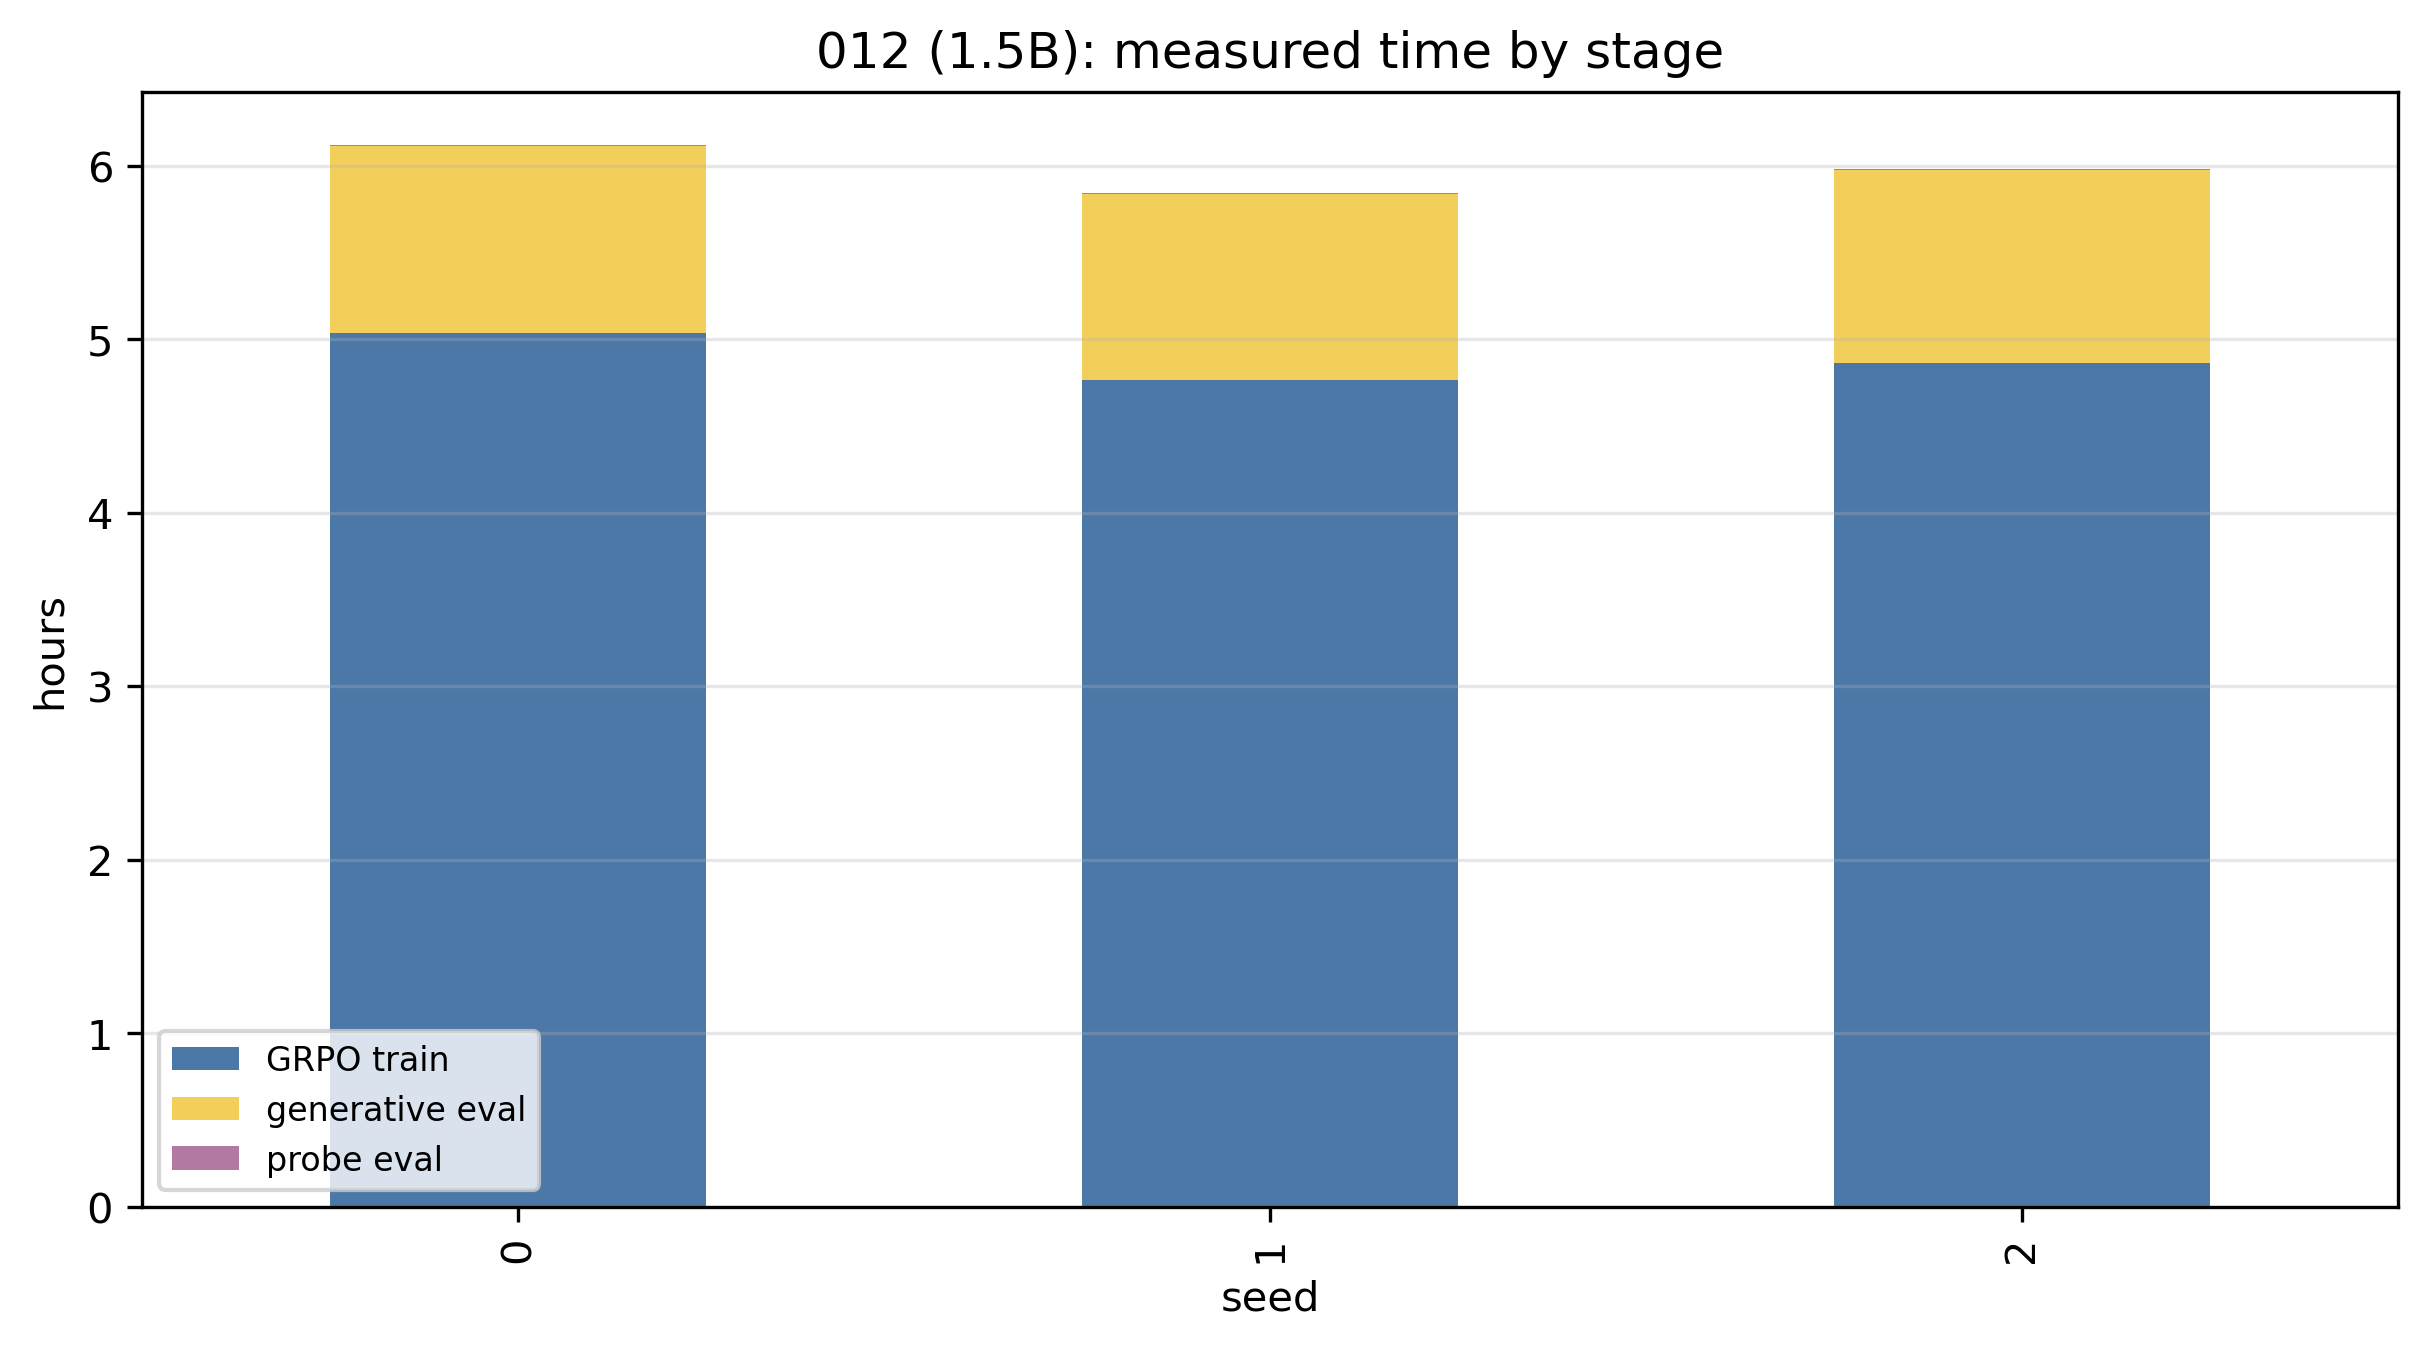 012 (1.5B): measured time by stage
hours
6
5
4
3
2
1
0
GRPO train
generative eval
probe eval
0
1
2
seed